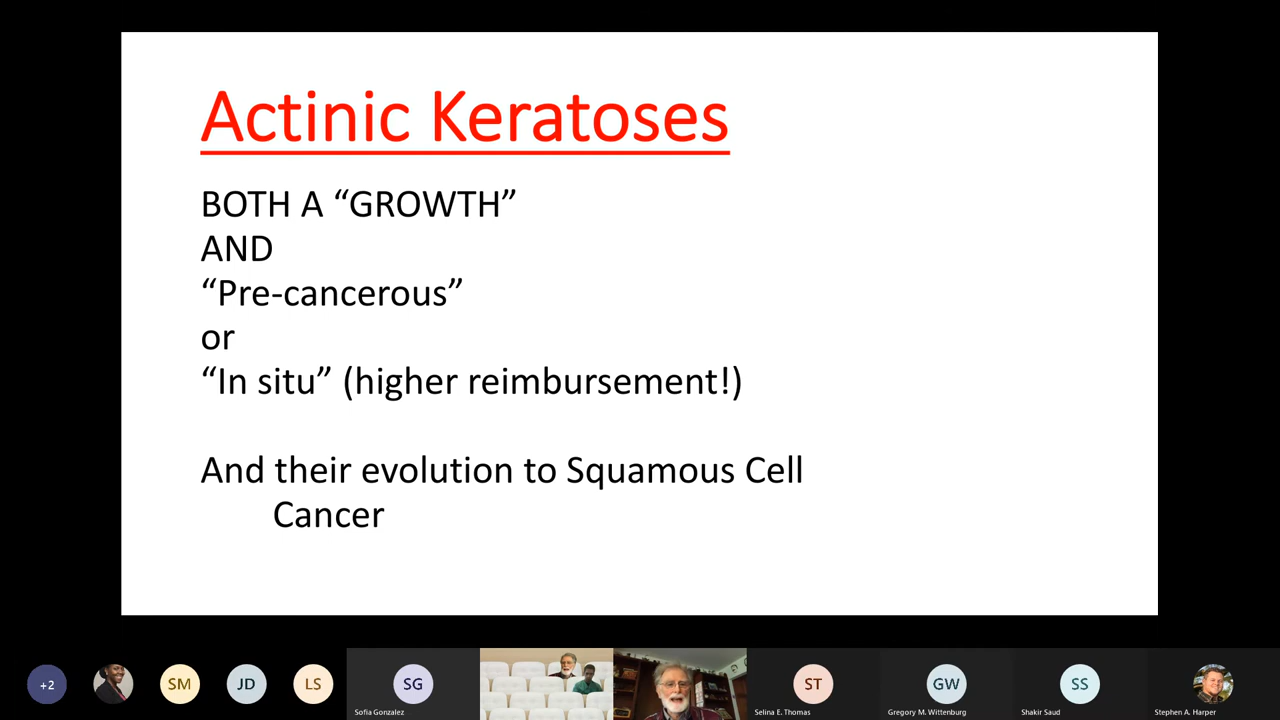 Actinic Keratoses
BOTH A “GROWTH”
AND
“Pre-cancerous”
or
“In situ” (higher reimbursement!)
And their evolution to Squamous Cell
Cancer
+2
SM
JD
LS
SG
ST
GW
SS
Sofia Gonzalez
Selina E. Thomas
Gregory M. Wittenburg
Shakir Saud
Stephen A. Harper